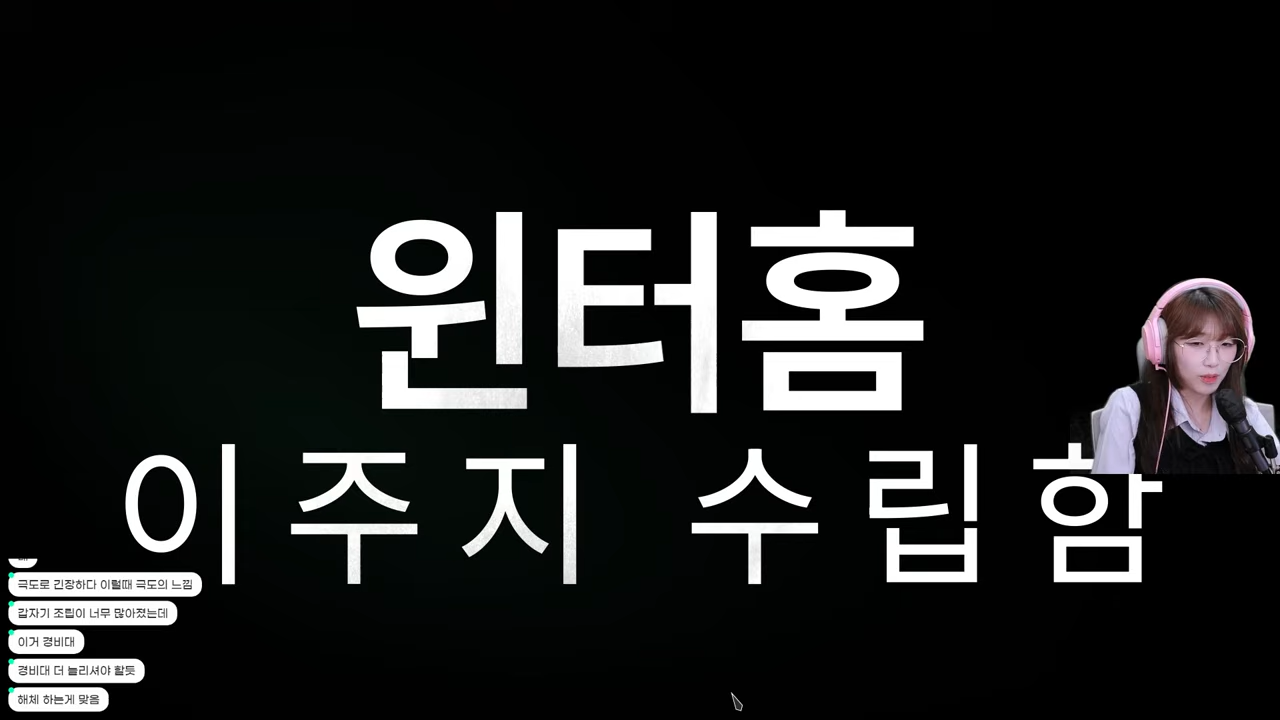 윈터홈
이주지 수립함
극도로 긴장하다 이럴때 극도의 느낌
갑자기 조립이 너무 많아졌는데
이거 경비대
경비대 더 늘리셔야 할듯
해체 하는게 맞음